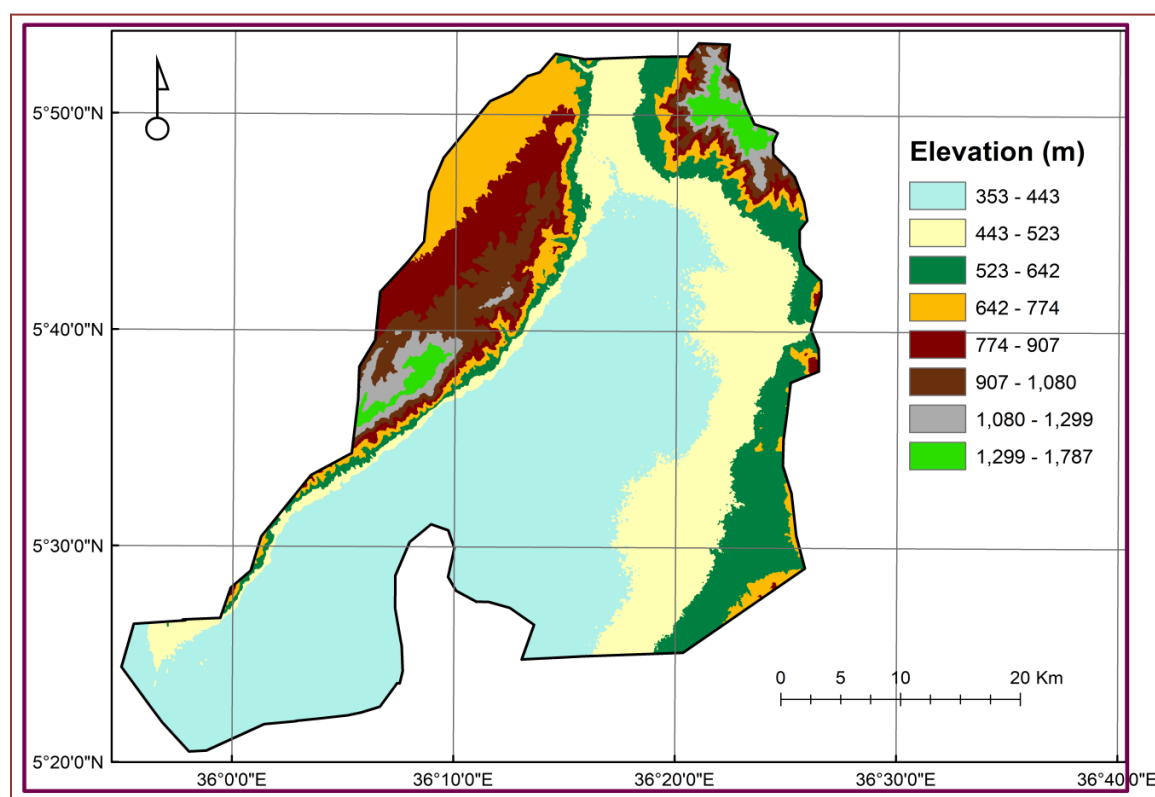 5°50'0"N
5°40'0"N
5°30'0"N
5°20'0"N
Elevation (m)
353 - 443
443 - 523
523 - 642
642 - 774
774 - 907
907 - 1,080
1,080 - 1,299
1,299 - 1,787
0 5 10 20 Km
36°0'0"E 36°10'0"E 36°20'0"E 36°30'0"E 36°40'0"E